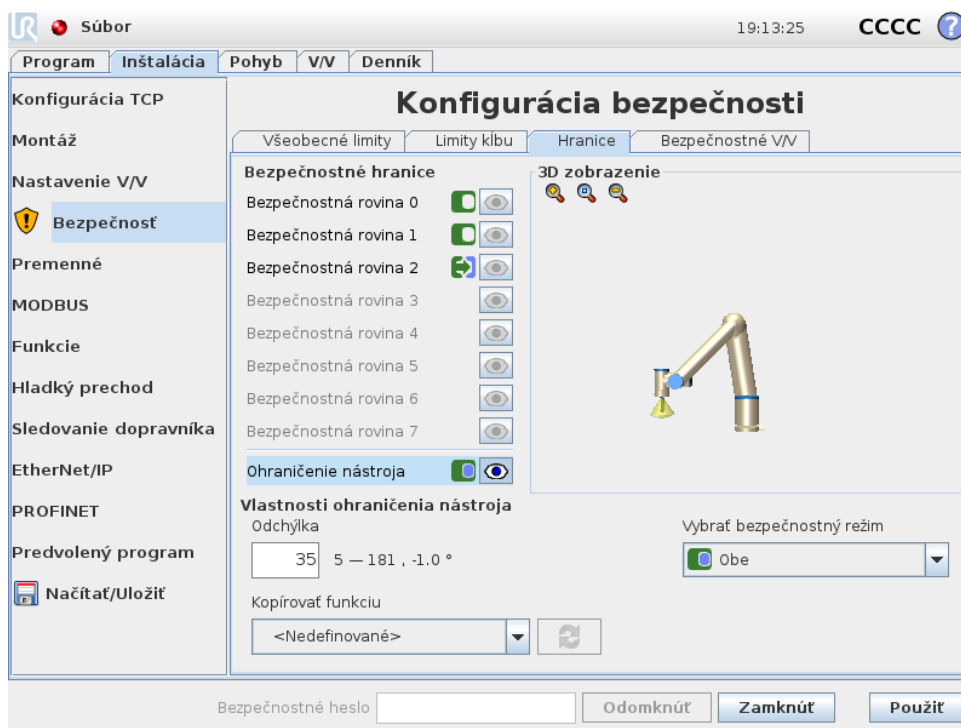 UR Súbor 19:13:25 CCCC ?
Program Inštalácia Pohyb V/V Denník
Konfigurácia TCP
Montáž
Nastavenie V/V
Bezpečnosť
Premenné
MODBUS
Funkcie
Hladký prechod
Sledovanie dopravníka
EtherNet/IP
PROFINET
Predvolený program
Načítať/Uložiť
Konfigurácia bezpečnosti
Všeobecné limity Limity kĺbu Hranice Bezpečnostné V/V
Bezpečnostné hranice
Bezpečnostná rovina 0
Bezpečnostná rovina 1
Bezpečnostná rovina 2
Bezpečnostná rovina 3
Bezpečnostná rovina 4
Bezpečnostná rovina 5
Bezpečnostná rovina 6
Bezpečnostná rovina 7
Ohraničenie nástroja
3D zobrazenie
Vlastnosti ohraničenia nástroja
Odchýlka
35 5 — 181 , -1.0 °
Vybrať bezpečnostný režim
Obe
Kopírovať funkciu
<Nedefinované>
Bezpečnostné heslo Odomknúť Zamknúť Použiť